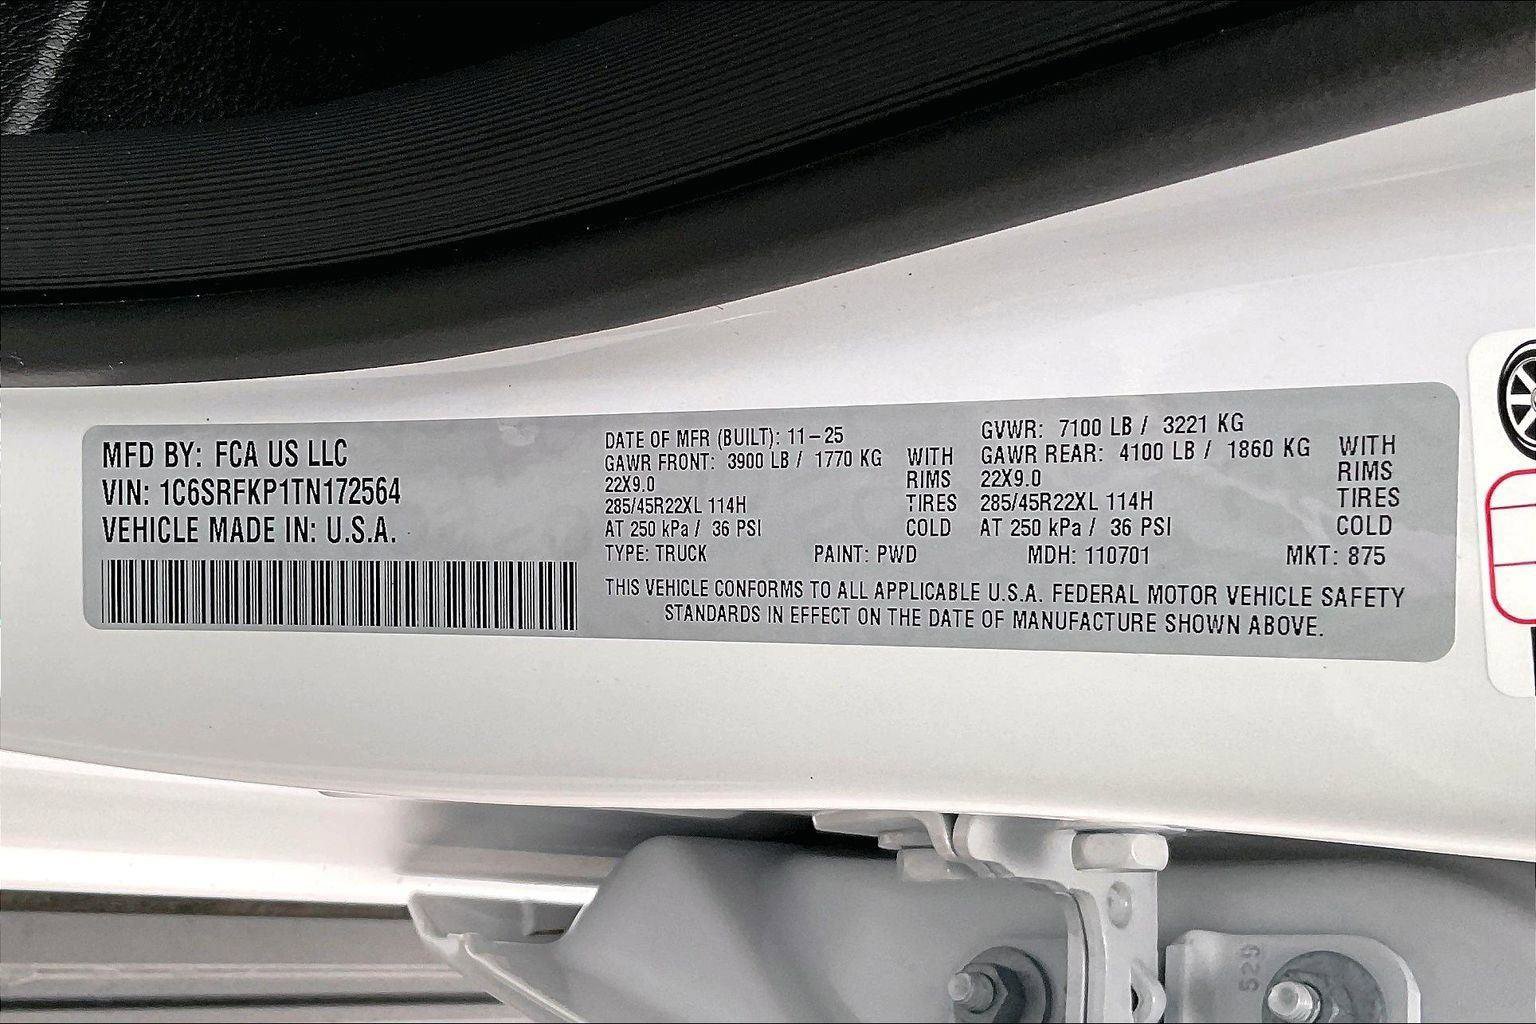 MFD BY: FCA US LLC
VIN: 1C6SRFKP1TN172564
VEHICLE MADE IN: U.S.A.
DATE OF MFR (BUILT): 11-25
GAWR FRONT: 3900 LB / 1770 KG WITH
22X9.0 RIMS
285/45R22XL 114H TIRES
AT 250 kPa / 36 PSI COLD
GVWR: 7100 LB / 3221 KG
GAWR REAR: 4100 LB / 1860 KG WITH
22X9.0 RIMS
285/45R22XL 114H TIRES
AT 250 kPa / 36 PSI COLD
TYPE: TRUCK PAINT: PWD MDH: 110701 MKT: 875
THIS VEHICLE CONFORMS TO ALL APPLICABLE U.S.A. FEDERAL MOTOR VEHICLE SAFETY
STANDARDS IN EFFECT ON THE DATE OF MANUFACTURE SHOWN ABOVE.
529